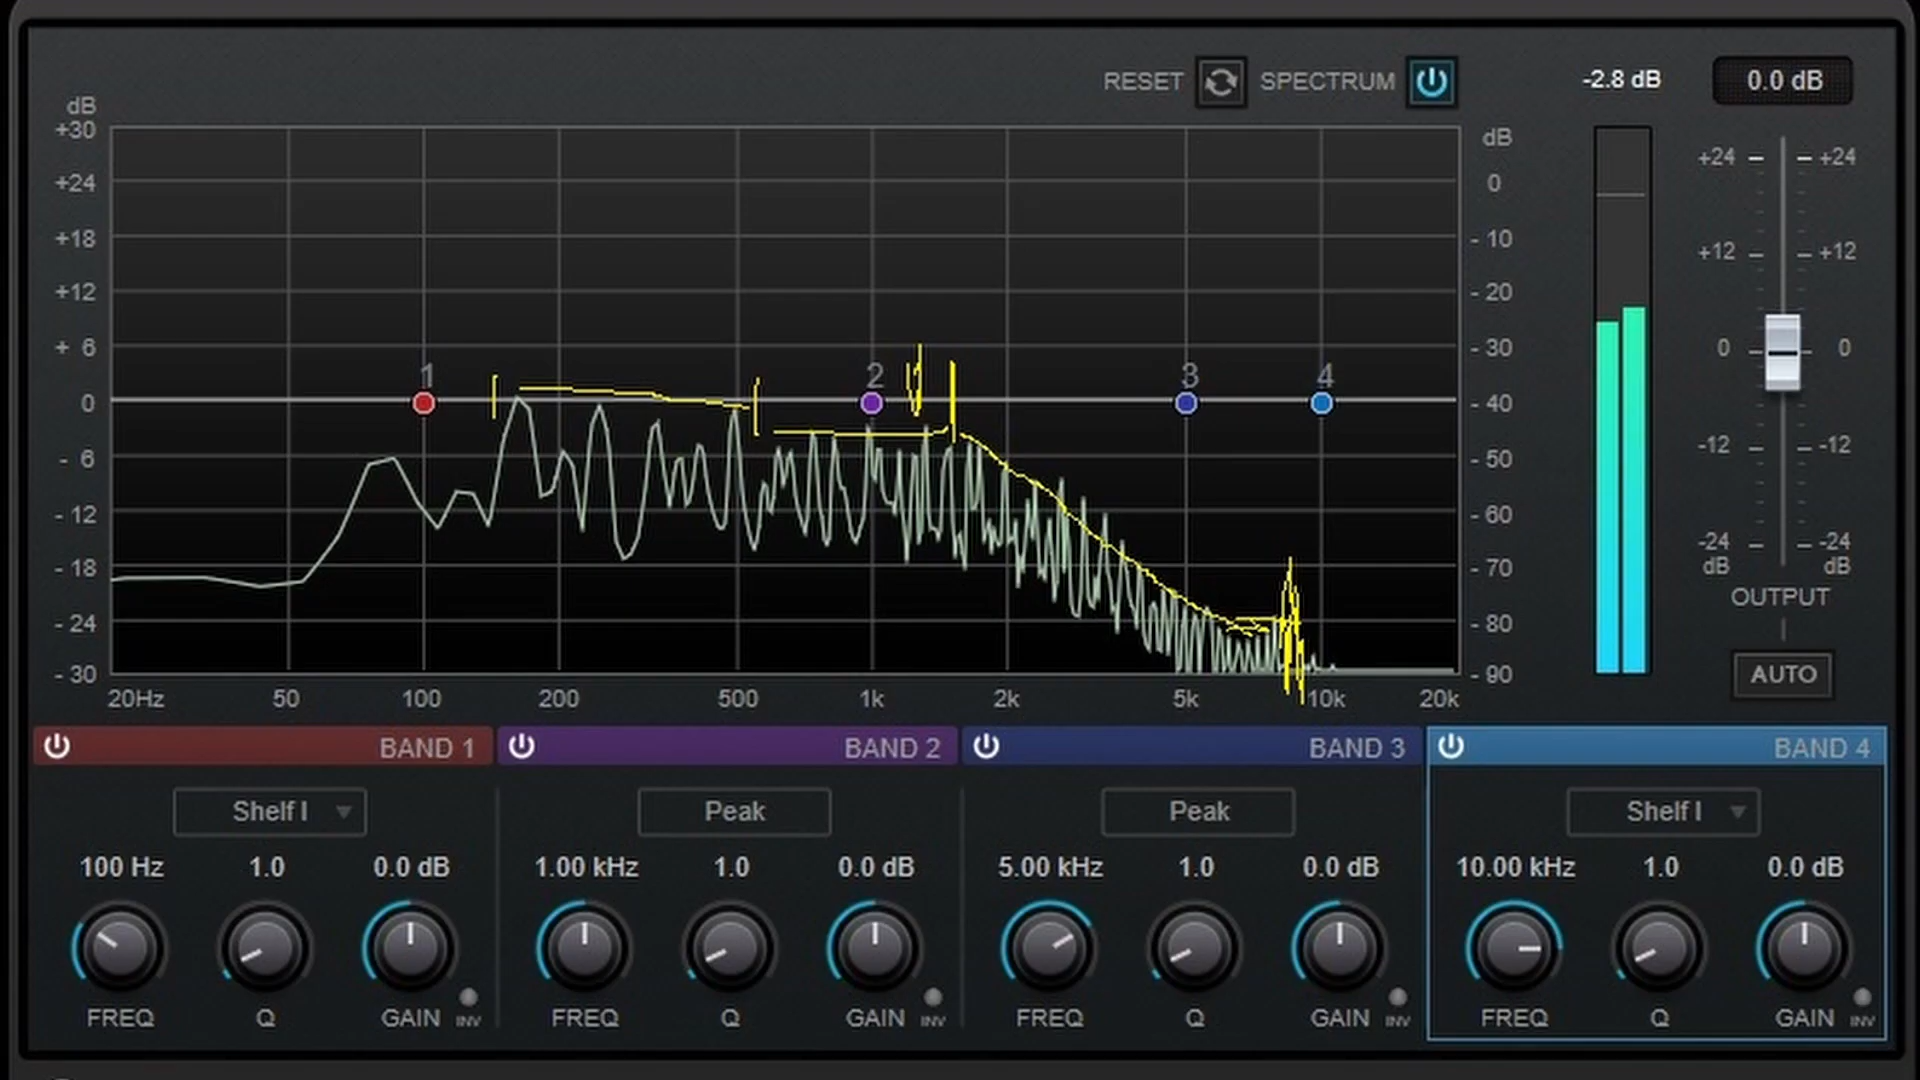 RESET SPECTRUM -2.8 dB 0.0 dB
dB dB
+30
+24 0 +24 +24
+18 - 10
+12 - 20 +12 +12
+ 6 - 30 0 0
1 2 3 4
0 - 40
- 6 - 50 -12 -12
- 12 - 60
- 18 - 70 -24 -24
dB dB
- 24 - 80 OUTPUT
- 30 - 90 AUTO
20Hz 50 100 200 500 1k 2k 5k 10k 20k
BAND 1 BAND 2 BAND 3 BAND 4
Shelf I Peak Peak Shelf I
100 Hz 1.0 0.0 dB 1.00 kHz 1.0 0.0 dB 5.00 kHz 1.0 0.0 dB 10.00 kHz 1.0 0.0 dB
FREQ Q GAIN INV FREQ Q GAIN INV FREQ Q GAIN INV FREQ Q GAIN INV